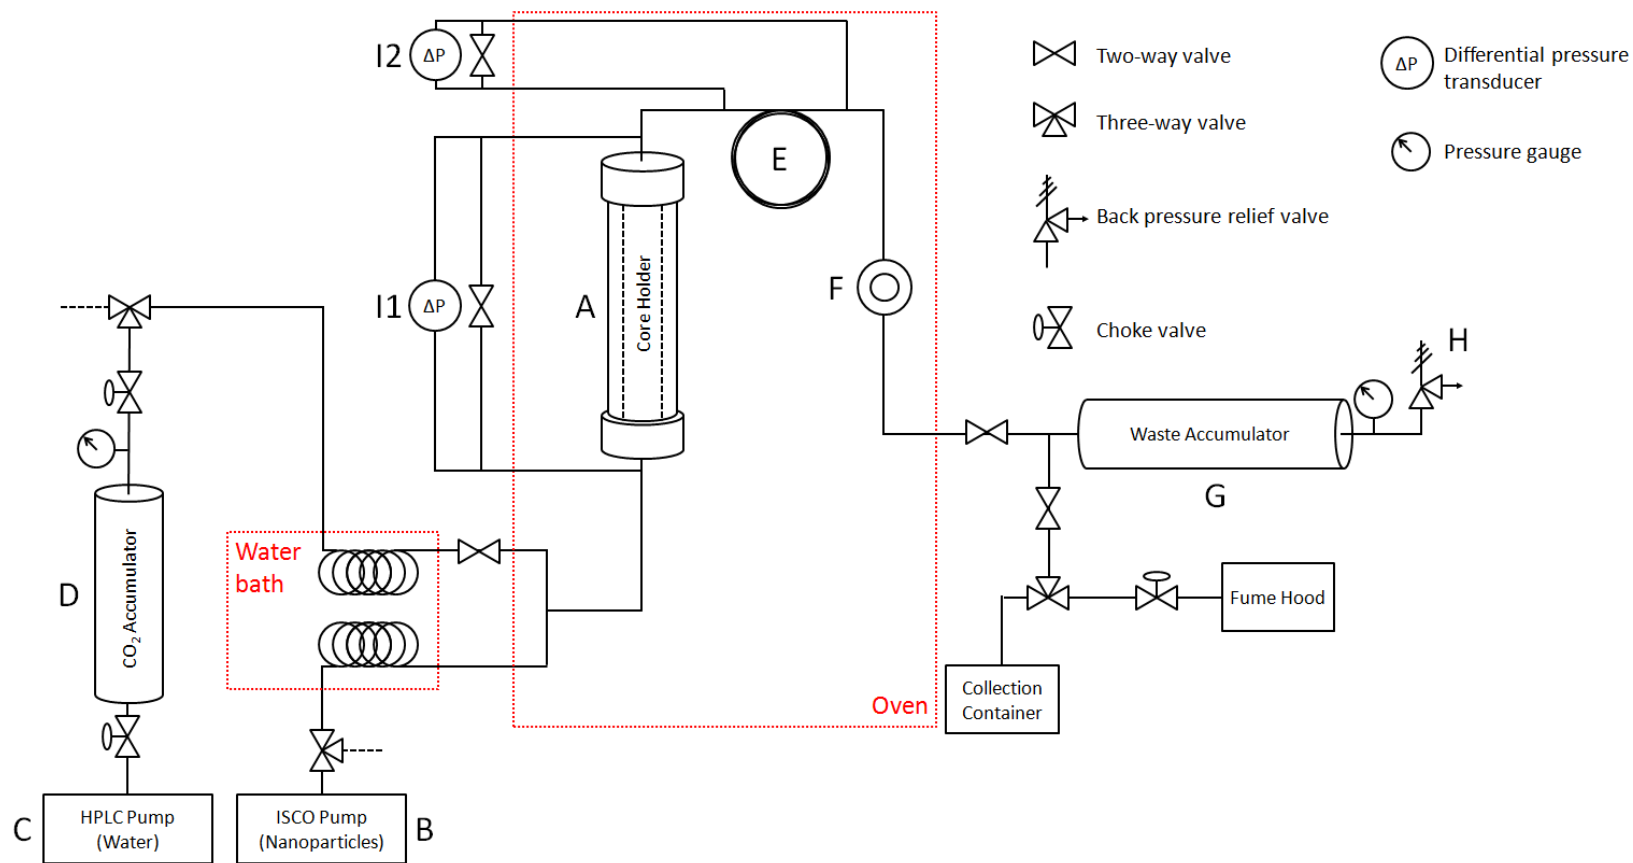 I2
ΔP
Two-way valve
ΔP
Differential pressure
transducer
Three-way valve
Pressure gauge
E
Back pressure relief valve
I1
ΔP
A
Core Holder
F
Choke valve
H
Waste Accumulator
G
Water
bath
D
CO₂ Accumulator
Fume Hood
Oven
Collection
Container
C
HPLC Pump
(Water)
ISCO Pump
(Nanoparticles)
B